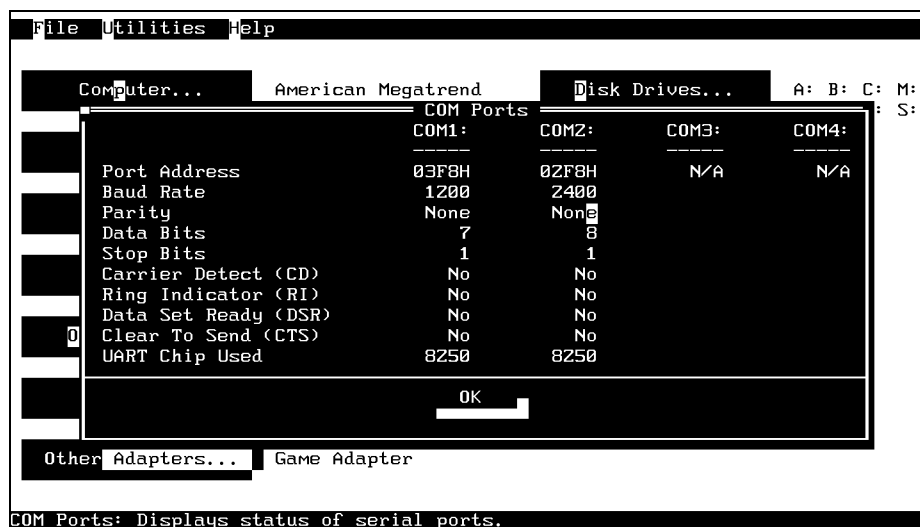 File Utilities Help
Computer... American Megatrend Disk Drives... A: B: C: M:
COM Ports : S:
COM1: COM2: COM3: COM4:
----- ----- ----- -----
Port Address 03F8H 02F8H N/A N/A
Baud Rate 1200 2400
Parity None None
Data Bits 7 8
Stop Bits 1 1
Carrier Detect (CD) No No
Ring Indicator (RI) No No
Data Set Ready (DSR) No No
O Clear To Send (CTS) No No
UART Chip Used 8250 8250
OK
Other Adapters... Game Adapter
COM Ports: Displays status of serial ports.